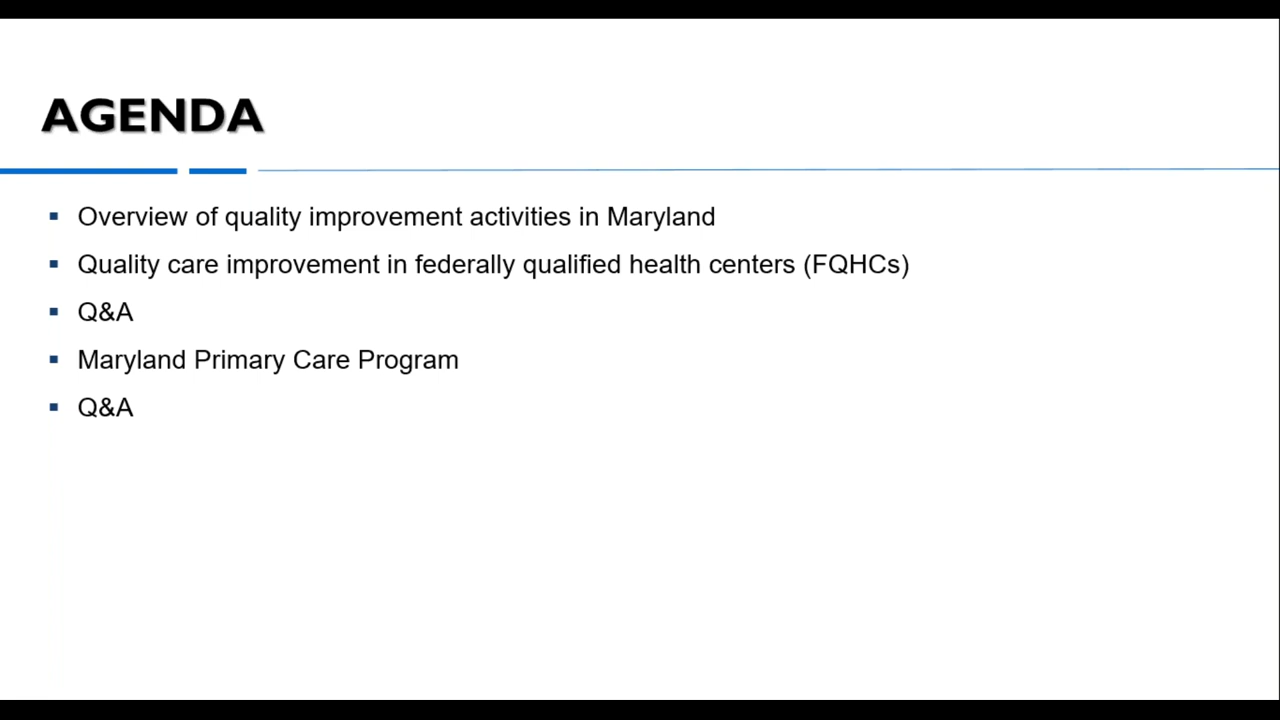 AGENDA
▪ Overview of quality improvement activities in Maryland
▪ Quality care improvement in federally qualified health centers (FQHCs)
▪ Q&A
▪ Maryland Primary Care Program
▪ Q&A